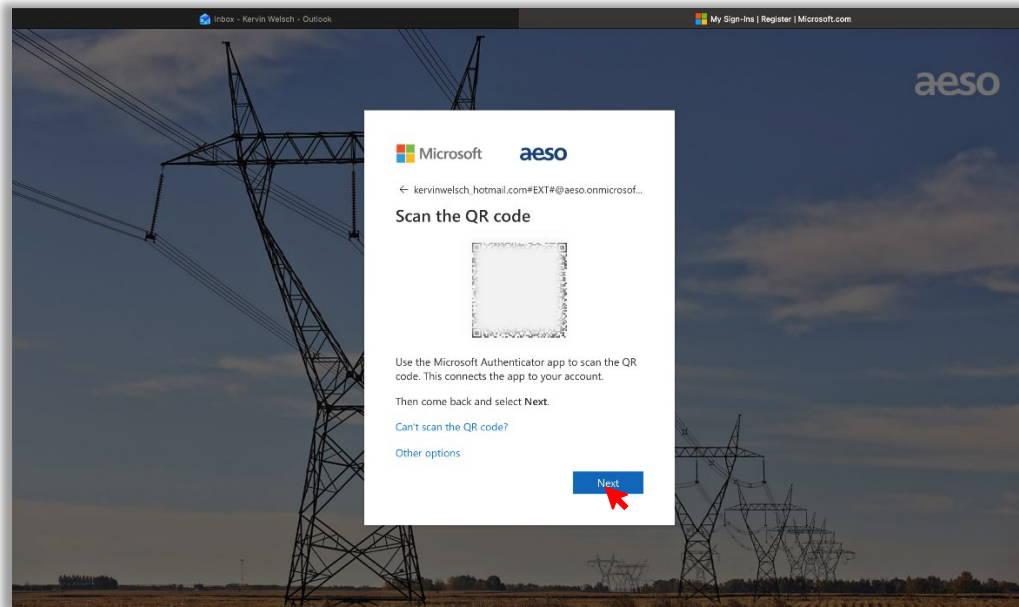 Inbox - Kervin Welsch - Outlook
My Sign-Ins | Register | Microsoft.com
aeso
Microsoft aeso
← kervinwelsch_hotmail.com#EXT#@aeso.onmicrosof...
Scan the QR code
Use the Microsoft Authenticator app to scan the QR
code. This connects the app to your account.
Then come back and select Next.
Can't scan the QR code?
Other options
Next